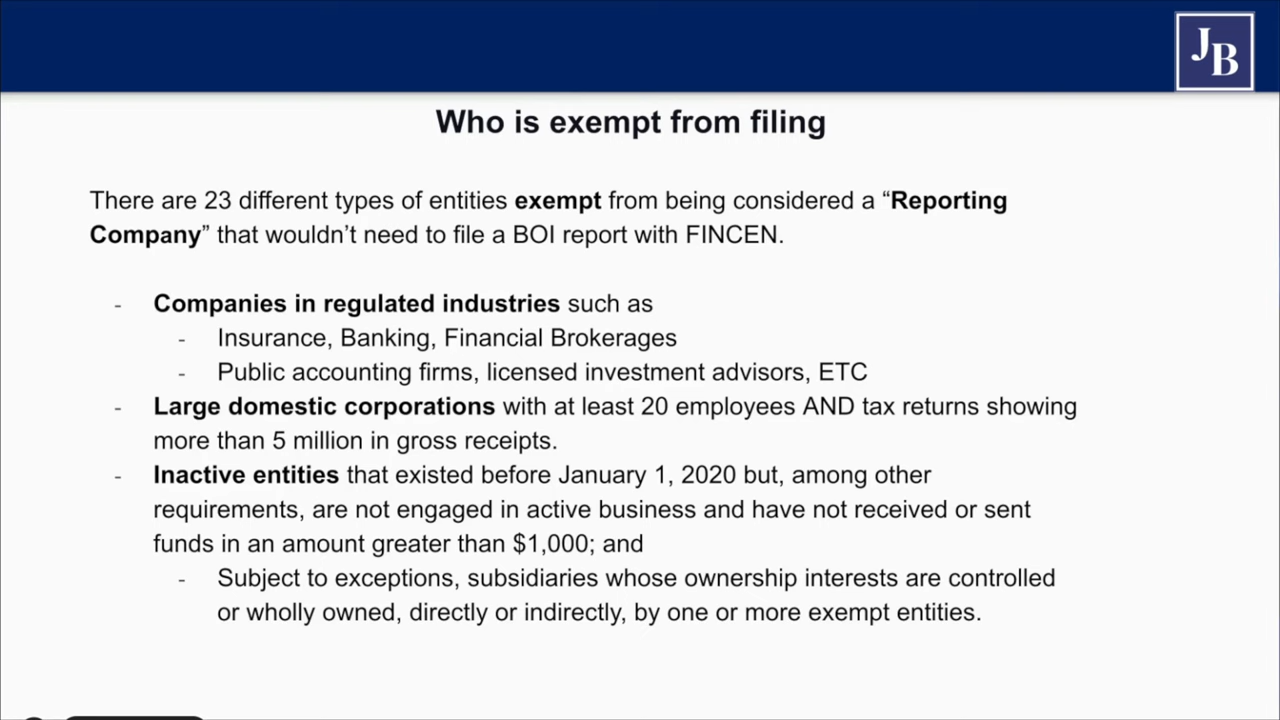 JB
Who is exempt from filing
There are 23 different types of entities exempt from being considered a “Reporting
Company” that wouldn’t need to file a BOI report with FINCEN.
- Companies in regulated industries such as
- Insurance, Banking, Financial Brokerages
- Public accounting firms, licensed investment advisors, ETC
- Large domestic corporations with at least 20 employees AND tax returns showing
more than 5 million in gross receipts.
- Inactive entities that existed before January 1, 2020 but, among other
requirements, are not engaged in active business and have not received or sent
funds in an amount greater than $1,000; and
- Subject to exceptions, subsidiaries whose ownership interests are controlled
or wholly owned, directly or indirectly, by one or more exempt entities.